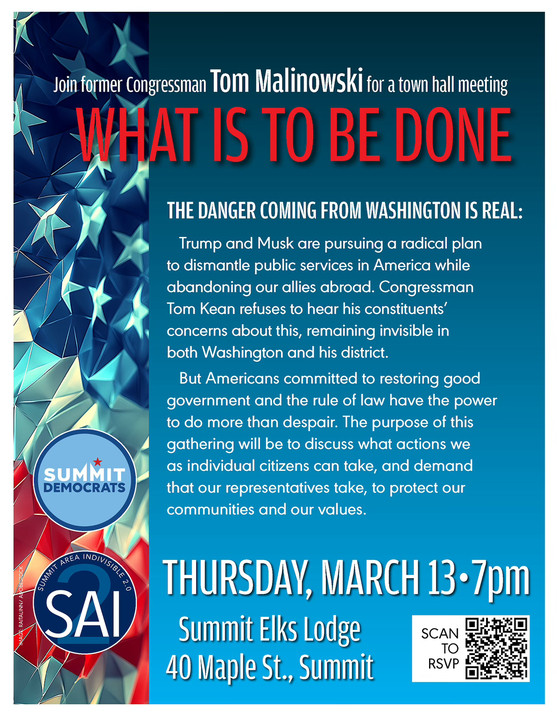 Join former Congressman Tom Malinowski for a town hall meeting
WHAT IS TO BE DONE
THE DANGER COMING FROM WASHINGTON IS REAL:
Trump and Musk are pursuing a radical plan
to dismantle public services in America while
abandoning our allies abroad. Congressman
Tom Kean refuses to hear his constituents’
concerns about this, remaining invisible in
both Washington and his district.
But Americans committed to restoring good
government and the rule of law have the power
to do more than despair. The purpose of this
gathering will be to discuss what actions we
as individual citizens can take, and demand
that our representatives take, to protect our
communities and our values.
SUMMIT
DEMOCRATS
SUMMIT AREA INDIVISIBLE 2.0
2
SAI
THURSDAY, MARCH 13•7pm
Summit Elks Lodge
40 Maple St., Summit
SCAN
TO
RSVP